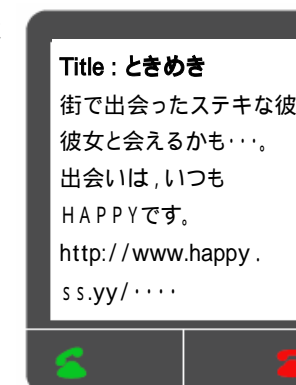 Title : ときめき
街で出会ったステキな彼
彼女と会えるかも・・・。
出会いは , いつも
ＨＡＰＰＹです。
http://www.happy .
ｓｓ.yy/・・・・